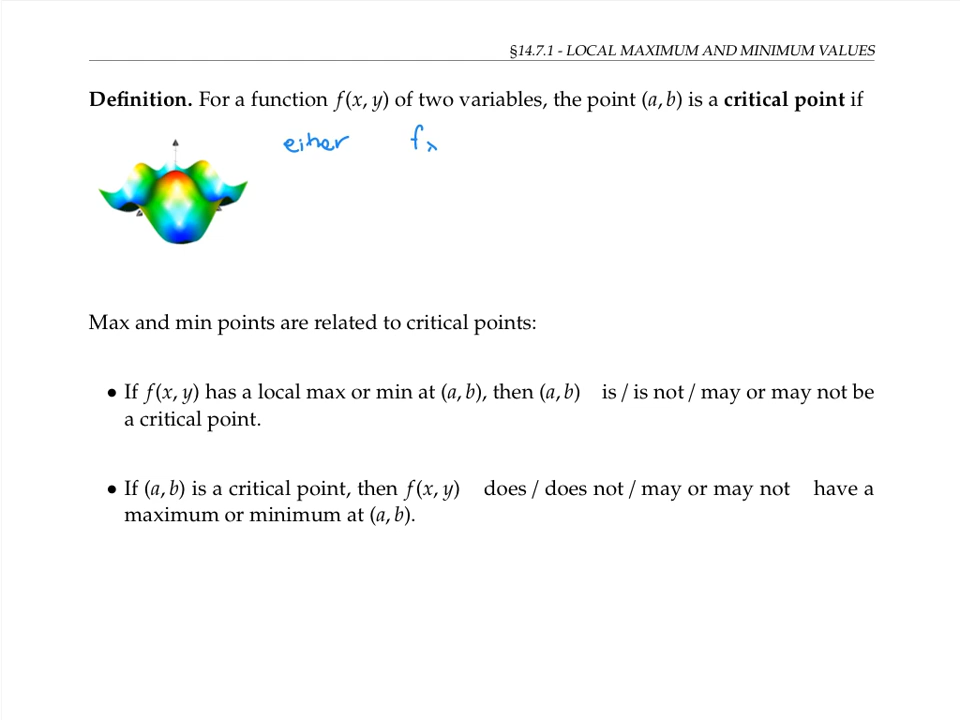 §14.7.1 - LOCAL MAXIMUM AND MINIMUM VALUES
Definition. For a function f(x, y) of two variables, the point (a, b) is a critical point if
eiher fₓ
Max and min points are related to critical points:
• If f(x, y) has a local max or min at (a, b), then (a, b) is / is not / may or may not be
a critical point.
• If (a, b) is a critical point, then f(x, y) does / does not / may or may not have a
maximum or minimum at (a, b).